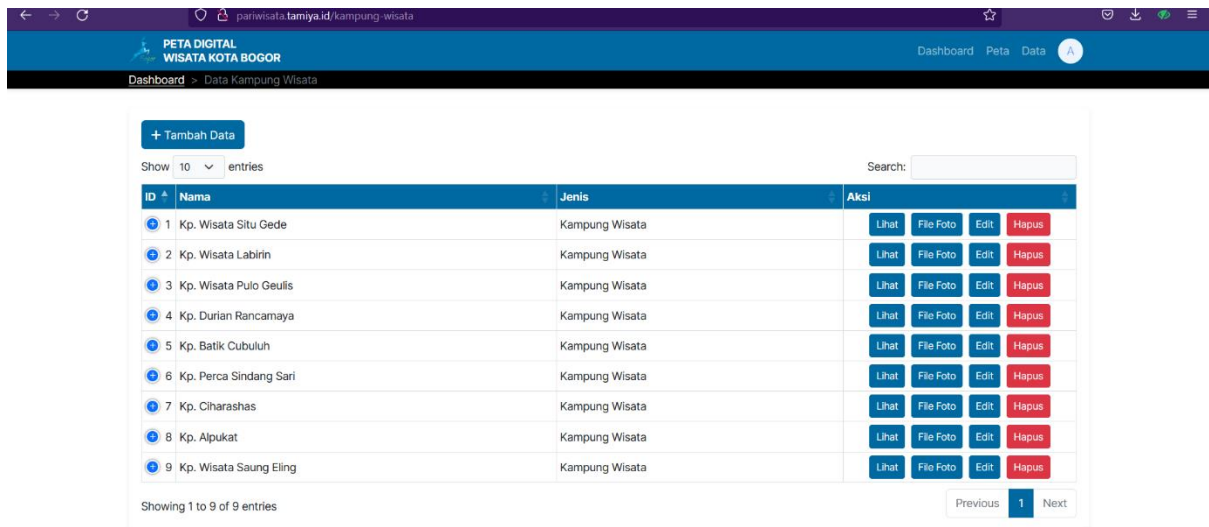 pariwisata.tamiya.id/kampung-wisata
PETA DIGITAL
WISATA KOTA BOGOR
Dashboard Peta Data A
Dashboard > Data Kampung Wisata
+ Tambah Data
Show 10 entries Search:
ID Nama Jenis Aksi
1 Kp. Wisata Situ Gede Kampung Wisata Lihat File Foto Edit Hapus
2 Kp. Wisata Labirin Kampung Wisata Lihat File Foto Edit Hapus
3 Kp. Wisata Pulo Geulis Kampung Wisata Lihat File Foto Edit Hapus
4 Kp. Durian Rancamaya Kampung Wisata Lihat File Foto Edit Hapus
5 Kp. Batik Cubuluh Kampung Wisata Lihat File Foto Edit Hapus
6 Kp. Perca Sindang Sari Kampung Wisata Lihat File Foto Edit Hapus
7 Kp. Ciharashas Kampung Wisata Lihat File Foto Edit Hapus
8 Kp. Alpukat Kampung Wisata Lihat File Foto Edit Hapus
9 Kp. Wisata Saung Eling Kampung Wisata Lihat File Foto Edit Hapus
Showing 1 to 9 of 9 entries Previous 1 Next